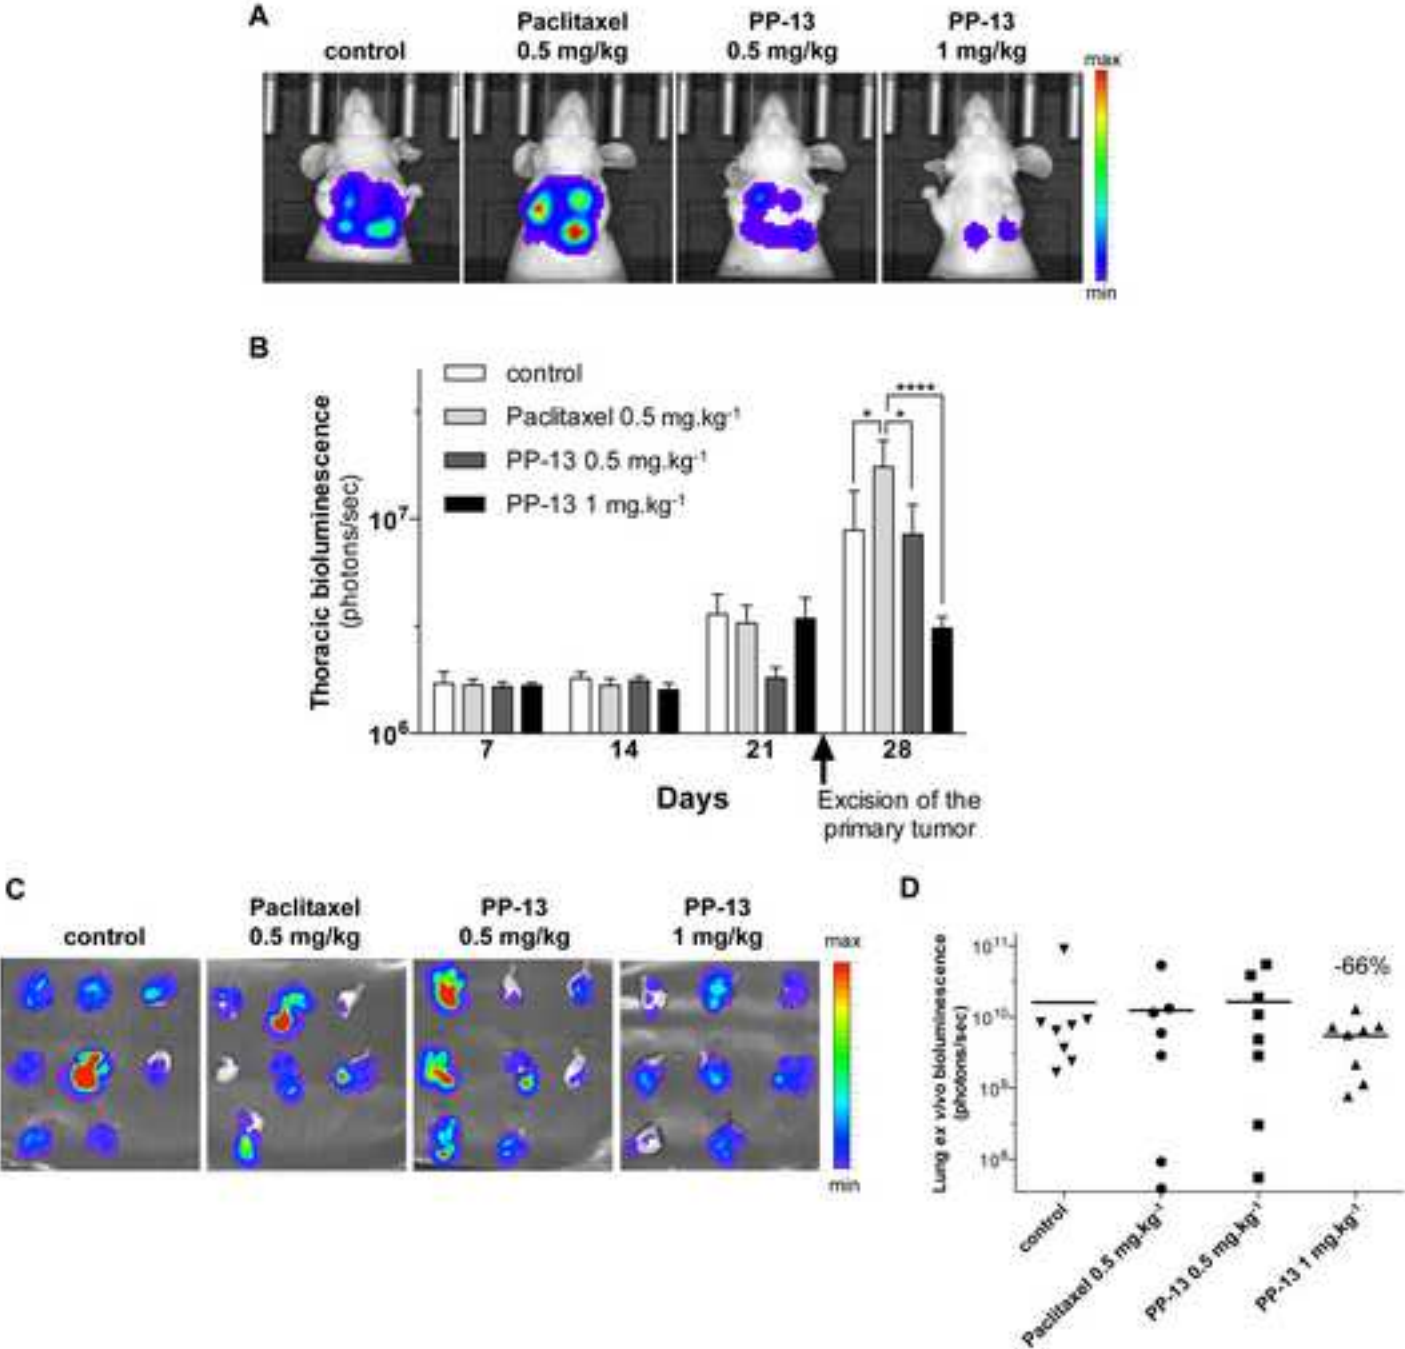 A
control
Paclitaxel
0.5 mg/kg
PP-13
0.5 mg/kg
PP-13
1 mg/kg
max
min
B
Thoracic bioluminescence
(photons/sec)
control
Paclitaxel 0.5 mg.kg⁻¹
PP-13 0.5 mg.kg⁻¹
PP-13 1 mg.kg⁻¹
* * ****
10⁷
10⁶
7 14 21 28
Days
Excision of the
primary tumor
C
control
Paclitaxel
0.5 mg/kg
PP-13
0.5 mg/kg
PP-13
1 mg/kg
max
min
D
Lung ex vivo bioluminescence
(photons/sec)
10¹¹
10¹⁰
10⁹
10⁸
-66%
control
Paclitaxel 0.5 mg.kg⁻¹
PP-13 0.5 mg.kg⁻¹
PP-13 1 mg.kg⁻¹